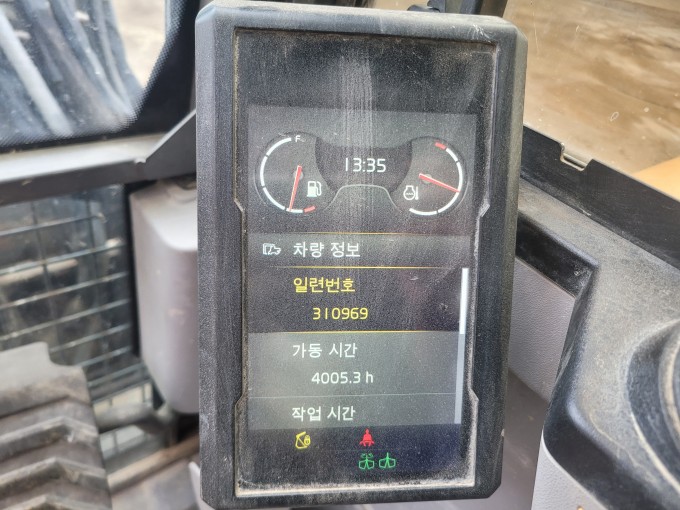 F
13:35
차량 정보
일련번호
310969
가동 시간
4005.3 h
작업 시간